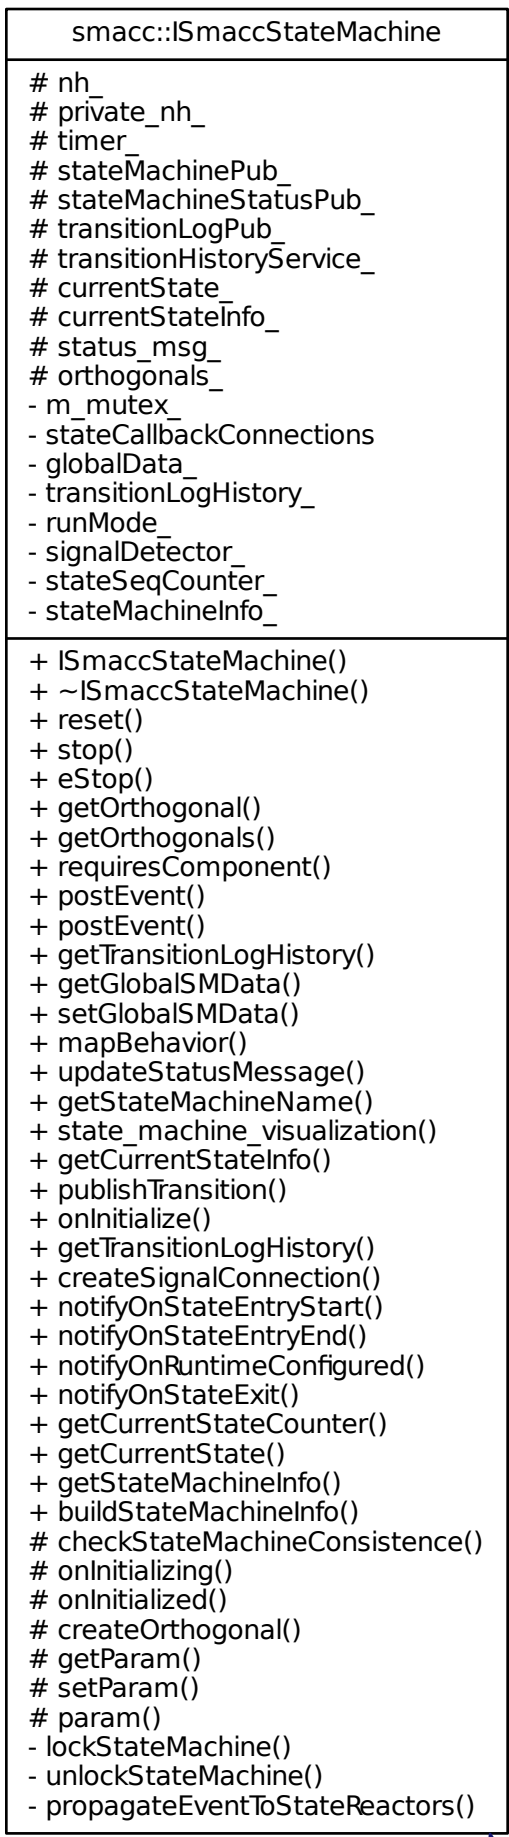 smacc::ISmaccStateMachine
# nh_
# private_nh_
# timer_
# stateMachinePub_
# stateMachineStatusPub_
# transitionLogPub_
# transitionHistoryService_
# currentState_
# currentStateInfo_
# status_msg_
# orthogonals_
- m_mutex_
- stateCallbackConnections
- globalData_
- transitionLogHistory_
- runMode_
- signalDetector_
- stateSeqCounter_
- stateMachineInfo_
+ ISmaccStateMachine()
+ ~ISmaccStateMachine()
+ reset()
+ stop()
+ eStop()
+ getOrthogonal()
+ getOrthogonals()
+ requiresComponent()
+ postEvent()
+ postEvent()
+ getTransitionLogHistory()
+ getGlobalSMData()
+ setGlobalSMData()
+ mapBehavior()
+ updateStatusMessage()
+ getStateMachineName()
+ state_machine_visualization()
+ getCurrentStateInfo()
+ publishTransition()
+ onInitialize()
+ getTransitionLogHistory()
+ createSignalConnection()
+ notifyOnStateEntryStart()
+ notifyOnStateEntryEnd()
+ notifyOnRuntimeConfigured()
+ notifyOnStateExit()
+ getCurrentStateCounter()
+ getCurrentState()
+ getStateMachineInfo()
+ buildStateMachineInfo()
# checkStateMachineConsistence()
# onInitializing()
# onInitialized()
# createOrthogonal()
# getParam()
# setParam()
# param()
- lockStateMachine()
- unlockStateMachine()
- propagateEventToStateReactors()